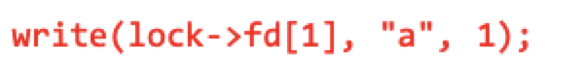 write(lock->fd[1], "a", 1);